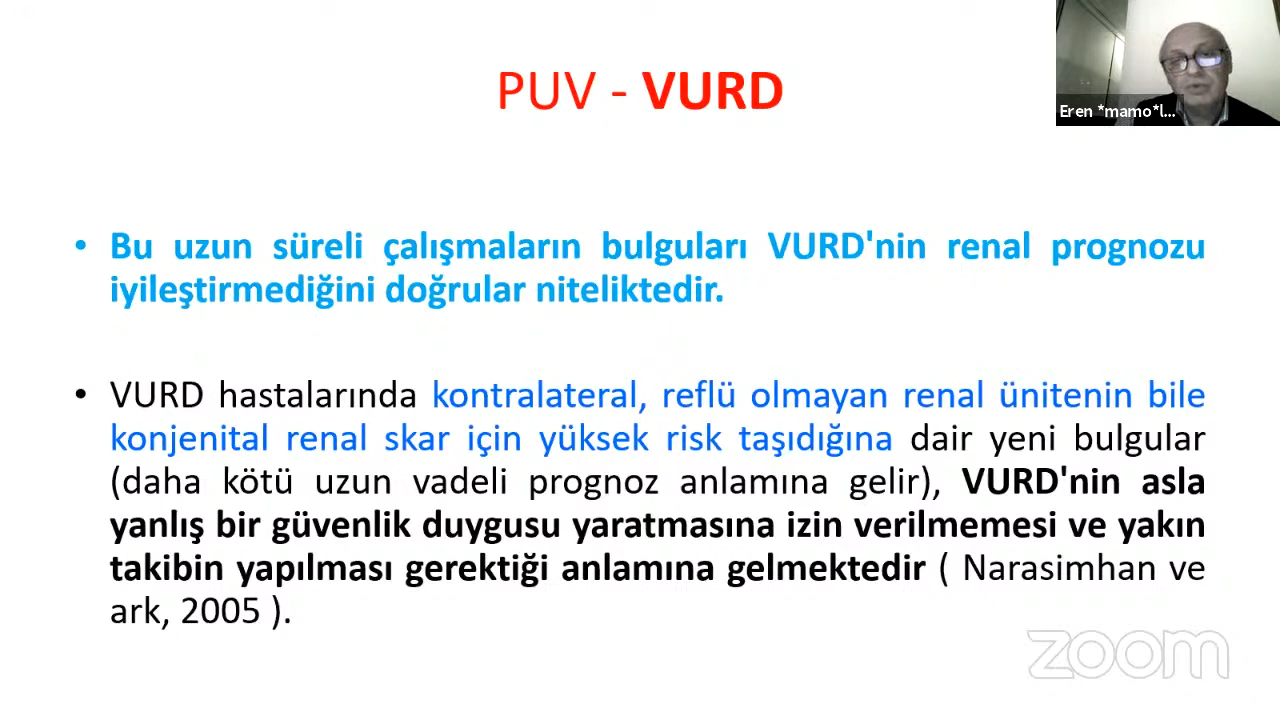 PUV - VURD
Eren *mamo*l...
• Bu uzun süreli çalışmaların bulguları VURD'nin renal prognozu
iyileştirmediğini doğrular niteliktedir.
• VURD hastalarında kontralateral, reflü olmayan renal ünitenin bile
konjenital renal skar için yüksek risk taşıdığına dair yeni bulgular
(daha kötü uzun vadeli prognoz anlamına gelir), VURD'nin asla
yanlış bir güvenlik duygusu yaratmasına izin verilmemesi ve yakın
takibin yapılması gerektiği anlamına gelmektedir ( Narasimhan ve
ark, 2005 ).
zoom